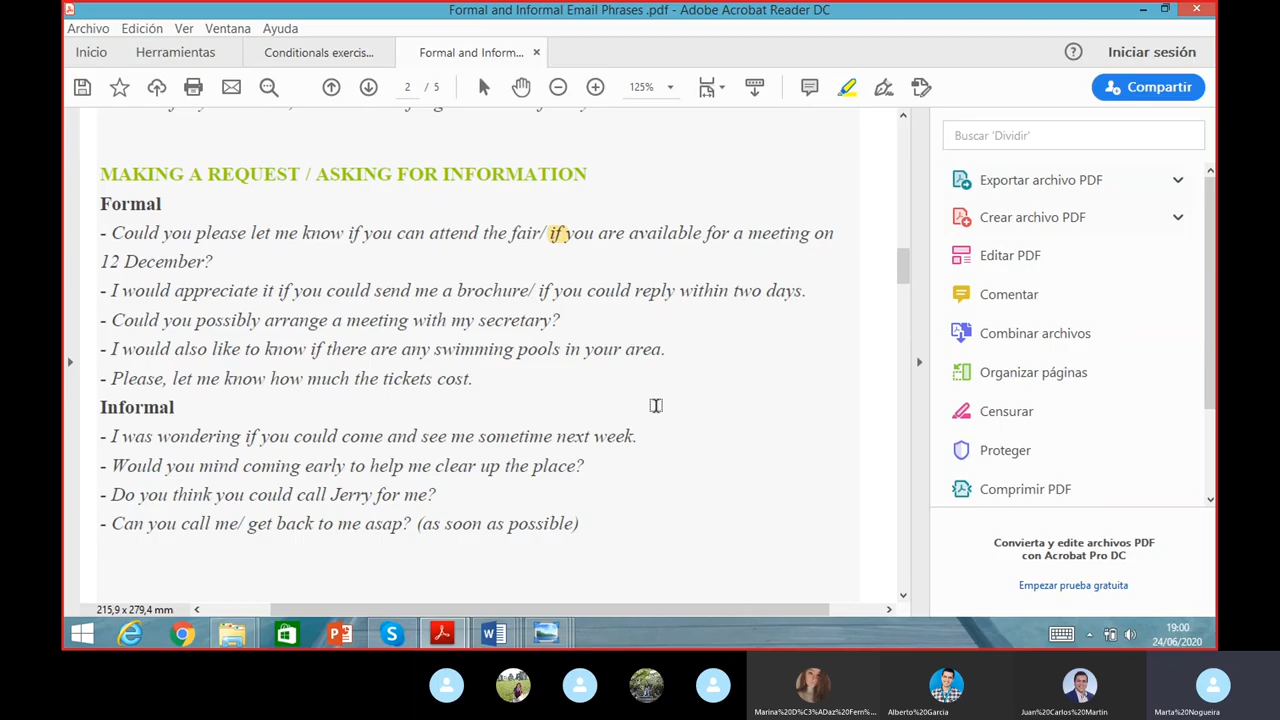 Formal and Informal Email Phrases .pdf - Adobe Acrobat Reader DC
Archivo Edición Ver Ventana Ayuda
Inicio Herramientas Conditionals exercis... Formal and Inform... × Iniciar sesión
2 / 5 125% Compartir
MAKING A REQUEST / ASKING FOR INFORMATION
Formal
- Could you please let me know if you can attend the fair/ if you are available for a meeting on
12 December?
- I would appreciate it if you could send me a brochure/ if you could reply within two days.
- Could you possibly arrange a meeting with my secretary?
- I would also like to know if there are any swimming pools in your area.
- Please, let me know how much the tickets cost.
Informal
- I was wondering if you could come and see me sometime next week.
- Would you mind coming early to help me clear up the place?
- Do you think you could call Jerry for me?
- Can you call me/ get back to me asap? (as soon as possible)
215,9 x 279,4 mm
Buscar 'Dividir'
Exportar archivo PDF
Crear archivo PDF
Editar PDF
Comentar
Combinar archivos
Organizar páginas
Censurar
Proteger
Comprimir PDF
Convierta y edite archivos PDF
con Acrobat Pro DC
Empezar prueba gratuita
19:00
24/06/2020
Marina%20D%C3%ADaz%20Fern%... Alberto%20Garcia Juan%20Carlos%20Martin Marta%20Nogueira